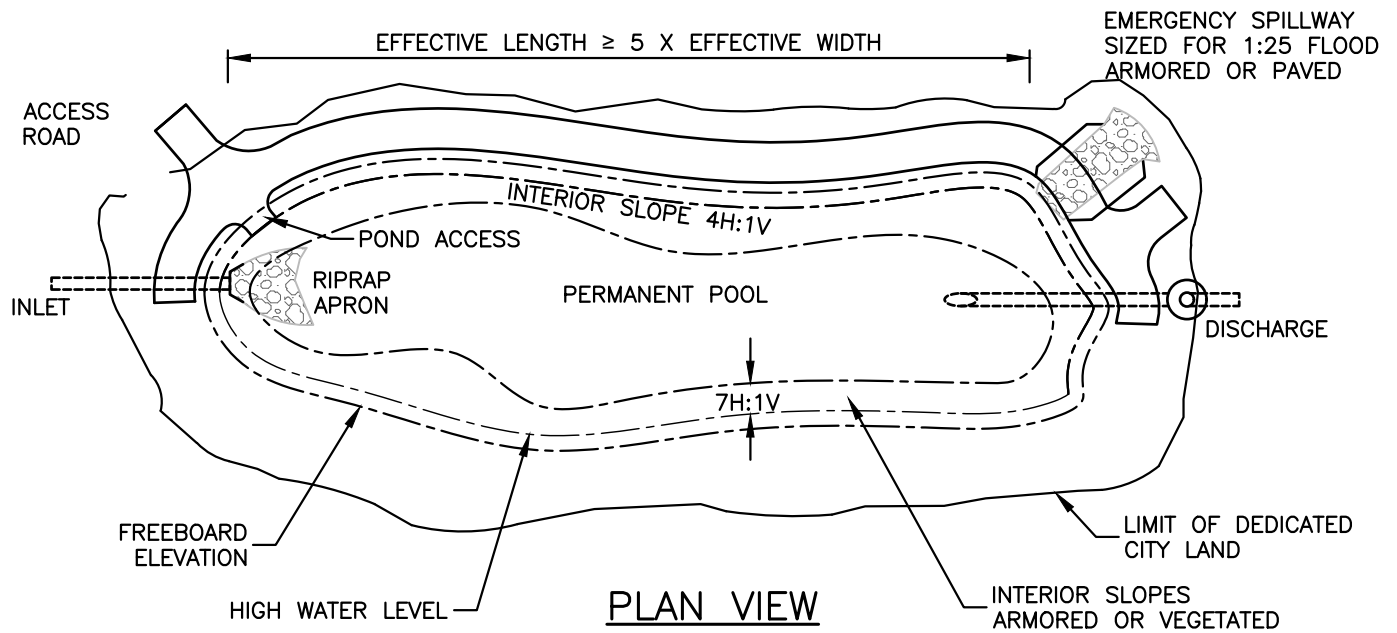 EFFECTIVE LENGTH ≥ 5 X EFFECTIVE WIDTH
EMERGENCY SPILLWAY
SIZED FOR 1:25 FLOOD
ARMORED OR PAVED
ACCESS
ROAD
INTERIOR SLOPE 4H:1V
POND ACCESS
RIPRAP
APRON
PERMANENT POOL
INLET
DISCHARGE
7H:1V
FREEBOARD
ELEVATION
LIMIT OF DEDICATED
CITY LAND
HIGH WATER LEVEL
PLAN VIEW
INTERIOR SLOPES
ARMORED OR VEGETATED